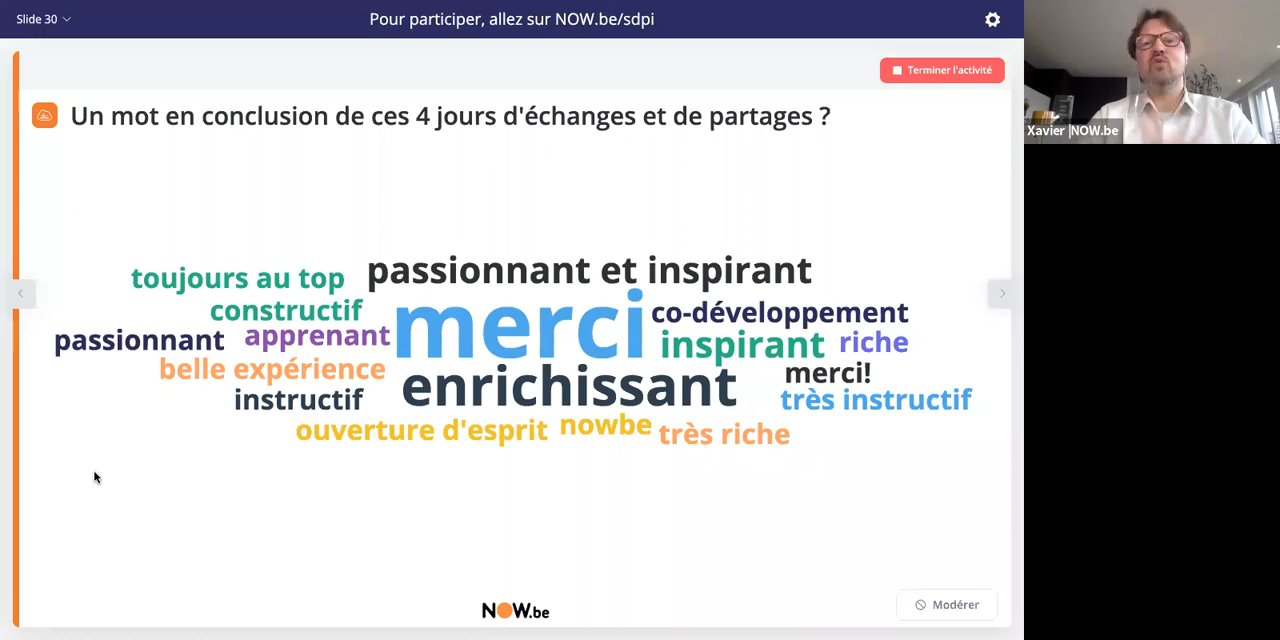 Slide 30
Pour participer, allez sur NOW.be/sdpi
Terminer l'activité
Un mot en conclusion de ces 4 jours d'échanges et de partages ?
toujours au top
passionnant et inspirant
constructif
merci
co-développement
passionnant
apprenant
inspirant
riche
belle expérience
enrichissant
merci!
instructif
très instructif
ouverture d'esprit
nowbe
très riche
NOW.be
Modérer
Xavier |NOW.be